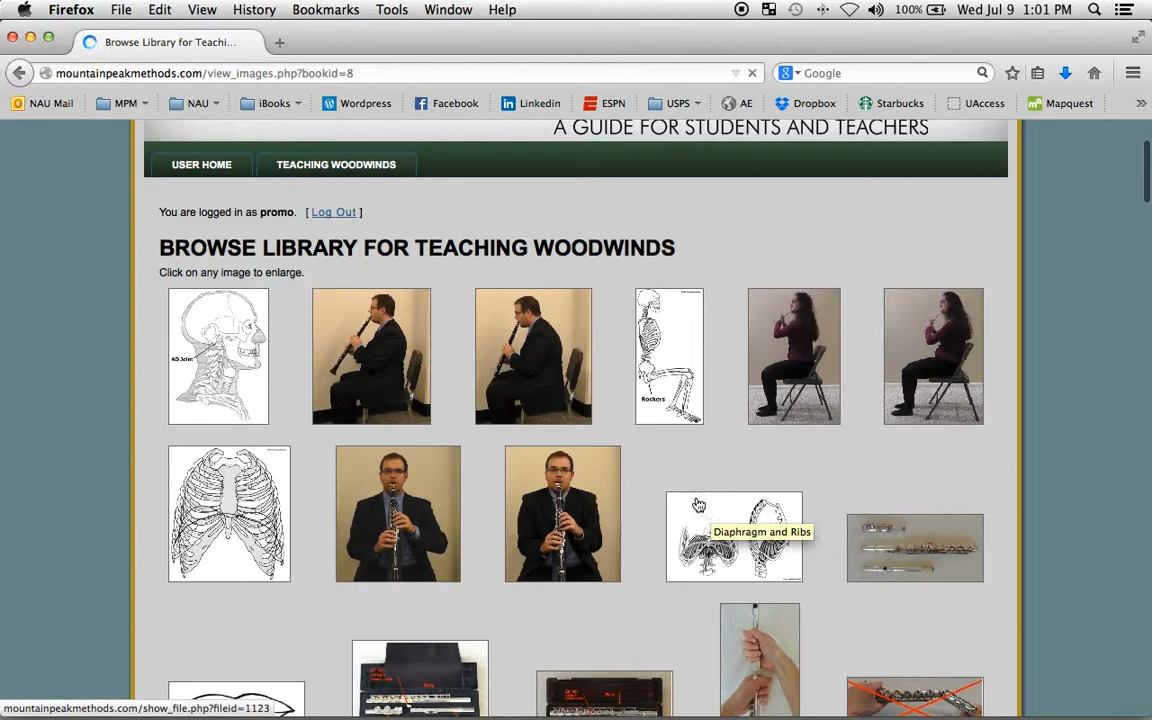 Firefox File Edit View History Bookmarks Tools Window Help 100% Wed Jul 9 1:01 PM
Browse Library for Teachi...
mountainpeakmethods.com/view_images.php?bookid=8 Google
NAU Mail MPM NAU iBooks Wordpress Facebook Linkedin ESPN USPS AE Dropbox Starbucks UAccess Mapquest
A GUIDE FOR STUDENTS AND TEACHERS
USER HOME TEACHING WOODWINDS
You are logged in as promo. [ Log Out ]
BROWSE LIBRARY FOR TEACHING WOODWINDS
Click on any image to enlarge.
AO Joint
Rockers
Diaphragm and Ribs
mountainpeakmethods.com/show_file.php?fileid=1123